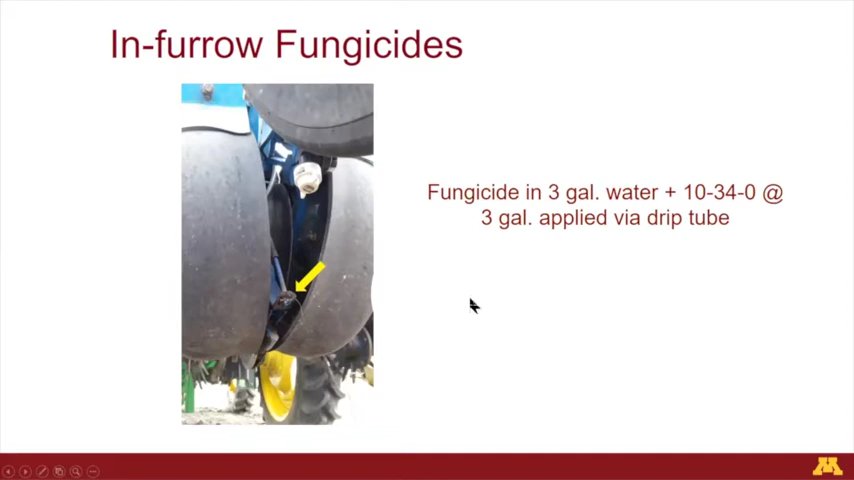 In-furrow Fungicides
Fungicide in 3 gal. water + 10-34-0 @
3 gal. applied via drip tube
M